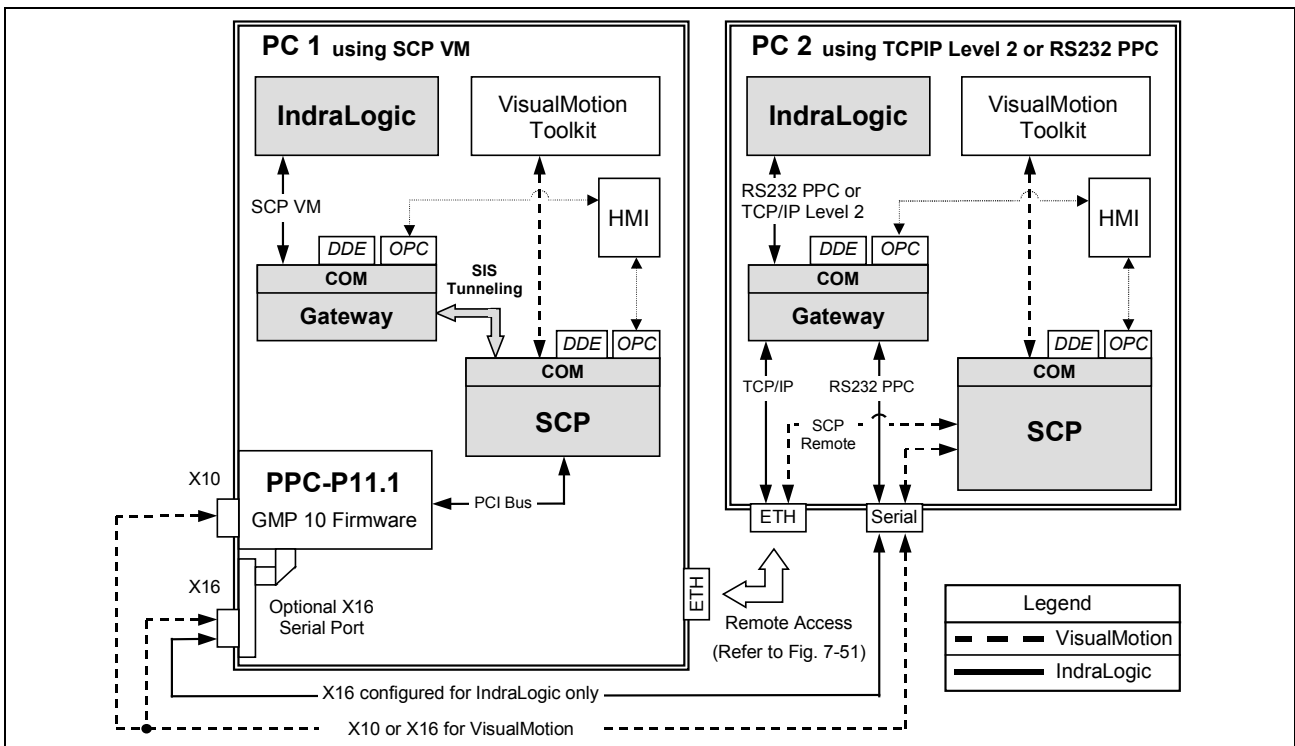 PC 1 using SCP VM
IndraLogic
VisualMotion
Toolkit
SCP VM
HMI
DDE
OPC
COM
Gateway
SIS
Tunneling
DDE
OPC
COM
SCP
X10
PPC-P11.1
GMP 10 Firmware
PCI Bus
X16
Optional X16
Serial Port
ETH
PC 2 using TCPIP Level 2 or RS232 PPC
IndraLogic
VisualMotion
Toolkit
RS232 PPC or
TCP/IP Level 2
HMI
DDE
OPC
COM
Gateway
DDE
OPC
COM
SCP
TCP/IP
RS232 PPC
SCP
Remote
ETH
Serial
Remote Access
(Refer to Fig. 7-51)
Legend
VisualMotion
IndraLogic
X16 configured for IndraLogic only
X10 or X16 for VisualMotion